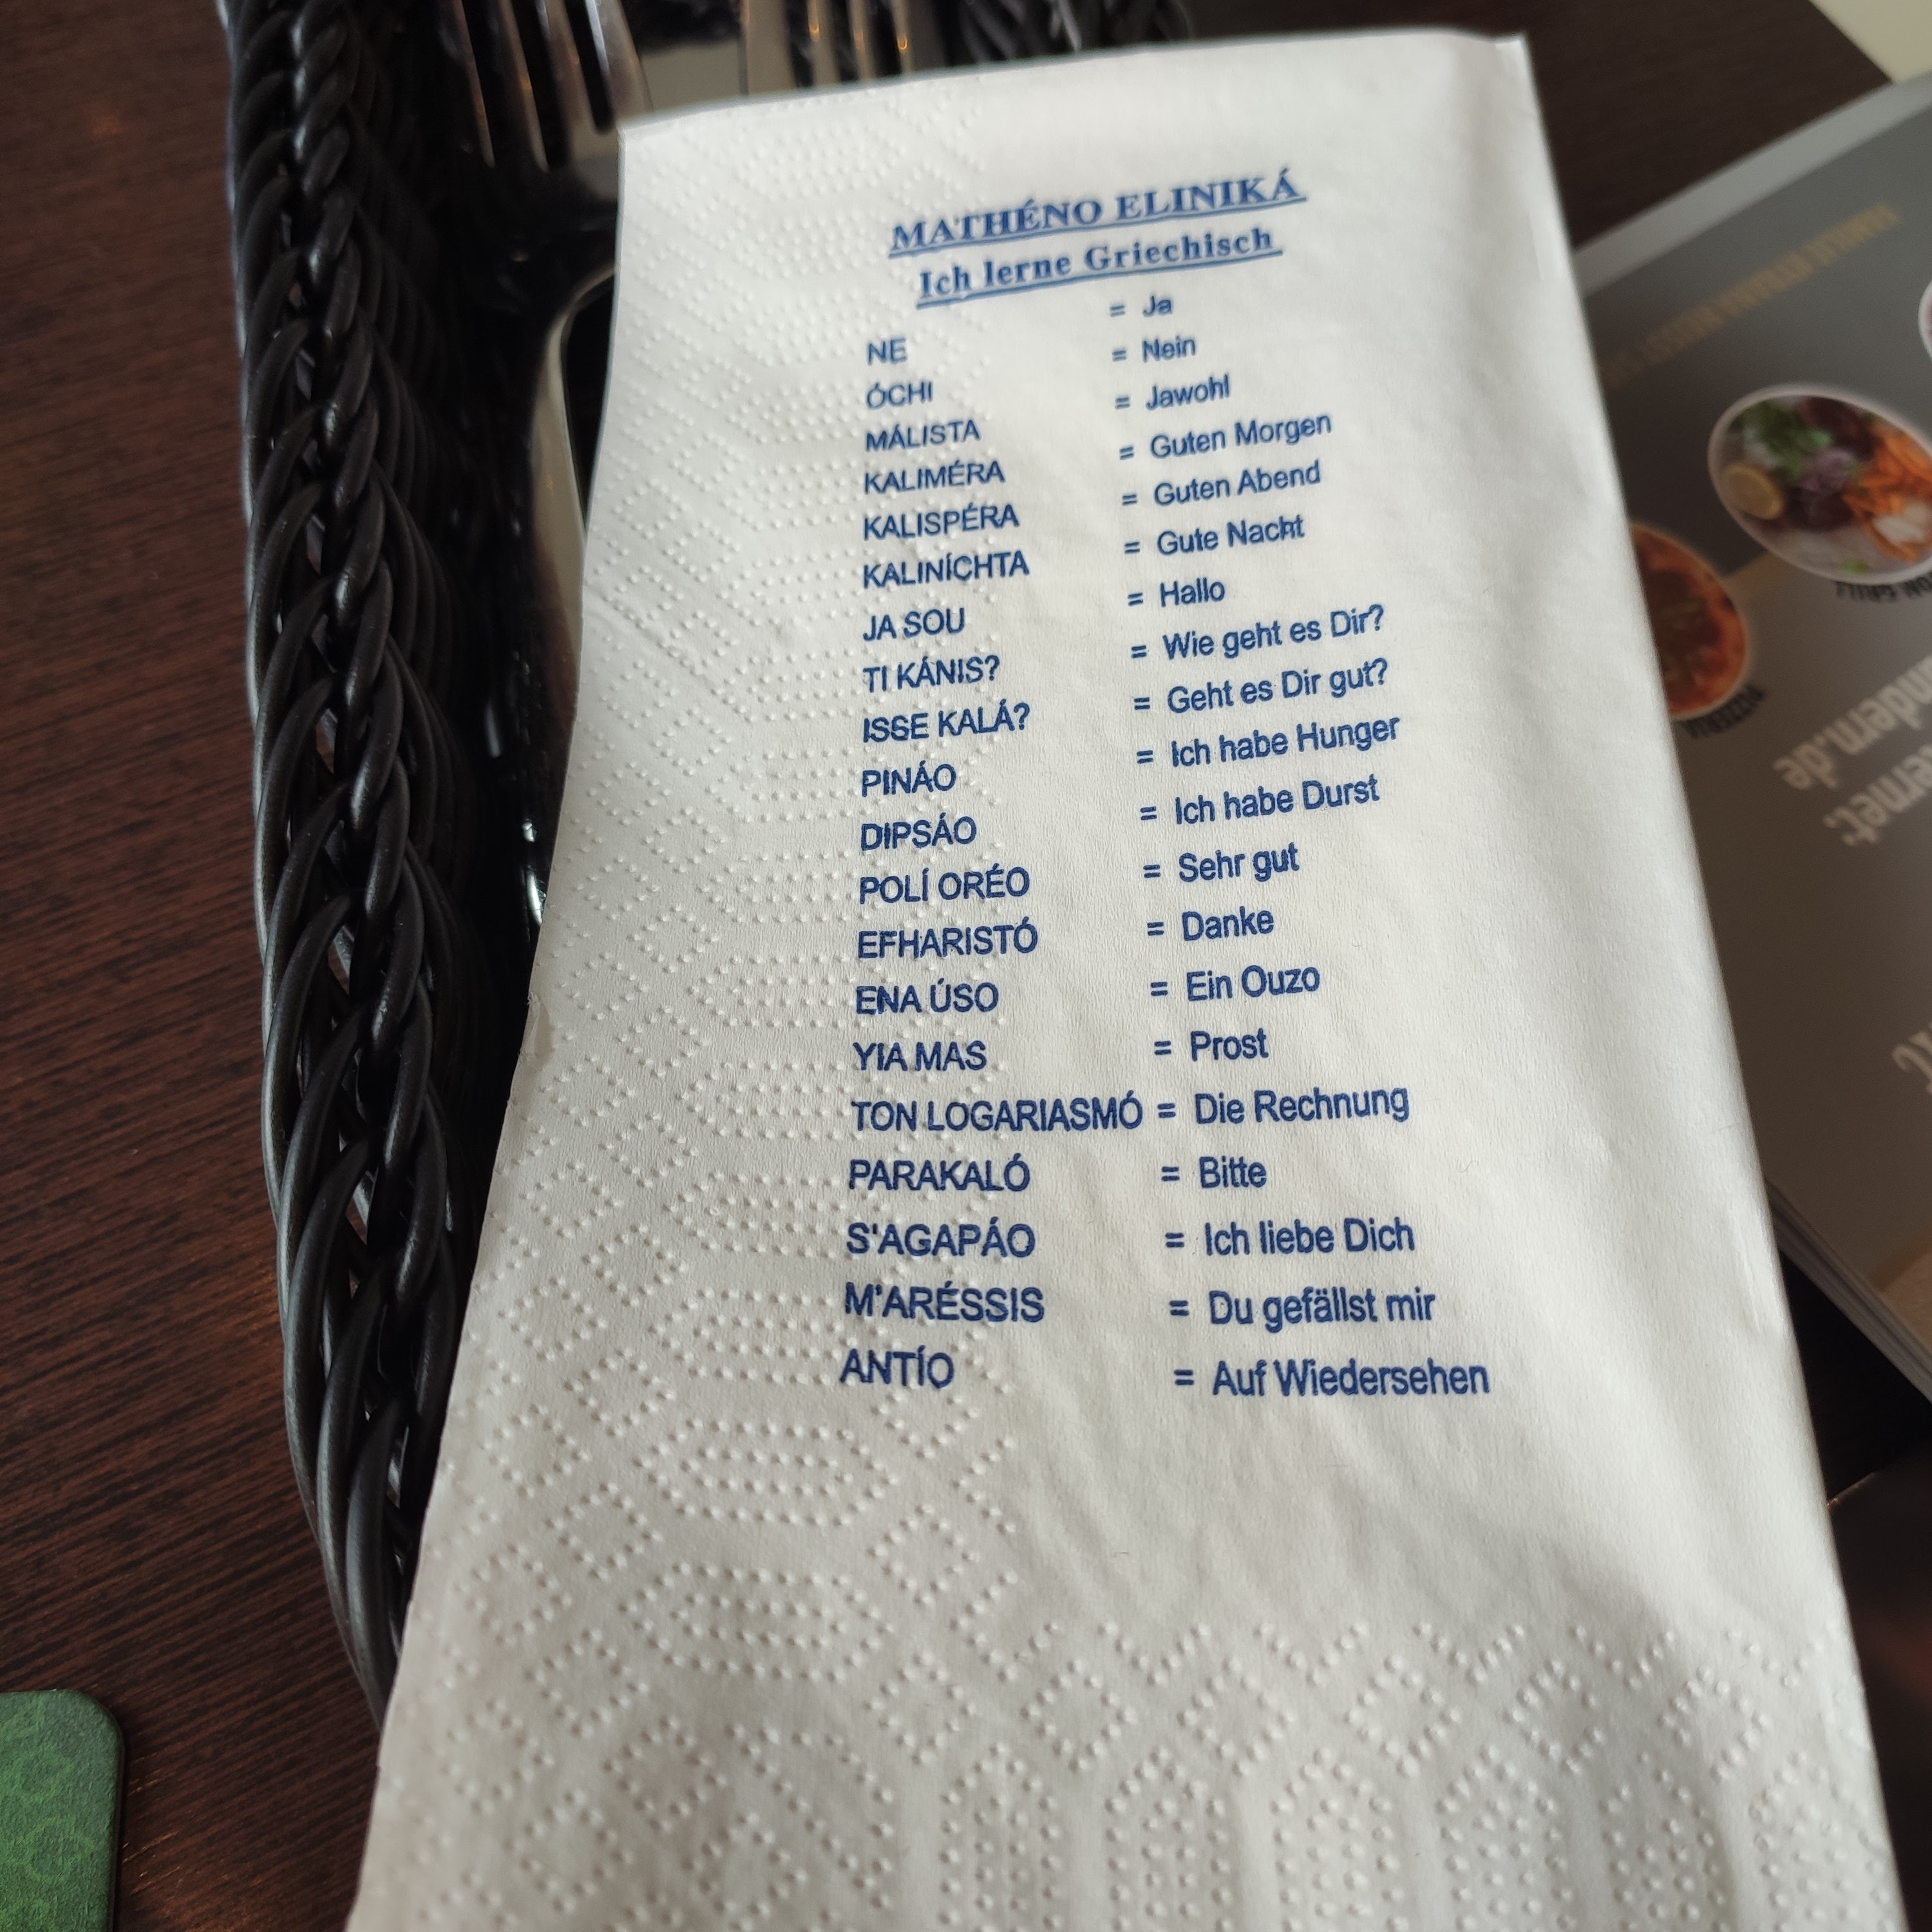 MATHÉNO ELINIKÁ
Ich lerne Griechisch
NE = Ja
ÓCHI = Nein
MÁLISTA = Jawohl
KALIMÉRA = Guten Morgen
KALISPÉRA = Guten Abend
KALINÍCHTA = Gute Nacht
JA SOU = Hallo
TI KÁNIS? = Wie geht es Dir?
ISSE KALÁ? = Geht es Dir gut?
PINÁO = Ich habe Hunger
DIPSÁO = Ich habe Durst
POLÍ ORÉO = Sehr gut
EFHARISTÓ = Danke
ENA ÚSO = Ein Ouzo
YIA MAS = Prost
TON LOGARIASMÓ = Die Rechnung
PARAKALÓ = Bitte
S'AGAPÁO = Ich liebe Dich
M'ARÉSSIS = Du gefällst mir
ANTÍO = Auf Wiedersehen